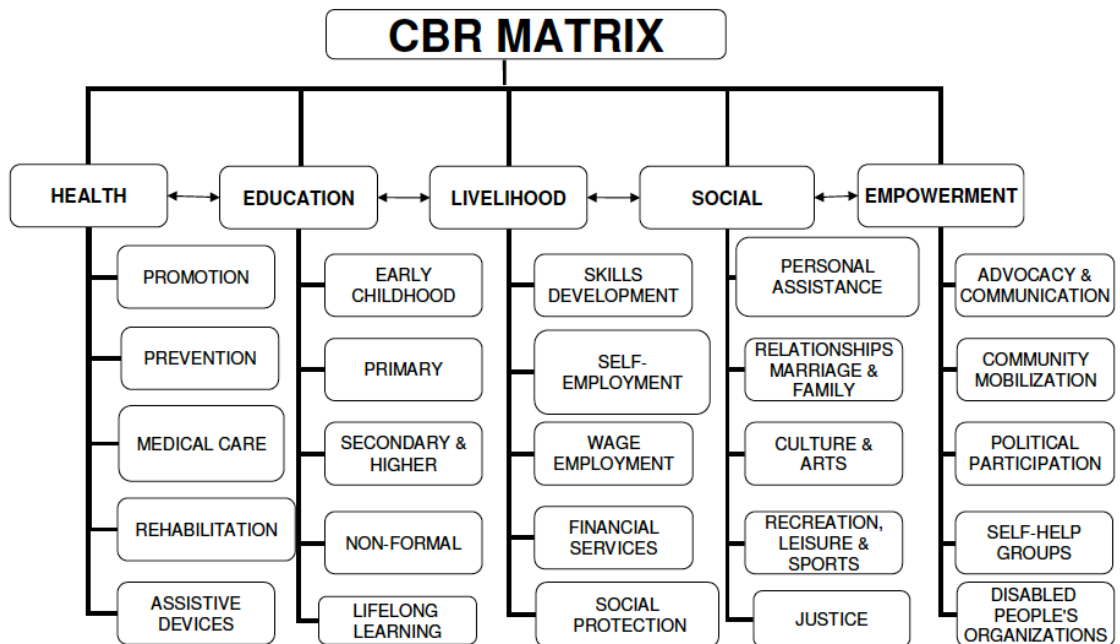 CBR MATRIX
HEALTH
EDUCATION
LIVELIHOOD
SOCIAL
EMPOWERMENT
PROMOTION
PREVENTION
MEDICAL CARE
REHABILITATION
ASSISTIVE
DEVICES
EARLY
CHILDHOOD
PRIMARY
SECONDARY &
HIGHER
NON-FORMAL
LIFELONG
LEARNING
SKILLS
DEVELOPMENT
SELF-
EMPLOYMENT
WAGE
EMPLOYMENT
FINANCIAL
SERVICES
SOCIAL
PROTECTION
PERSONAL
ASSISTANCE
RELATIONSHIPS
MARRIAGE &
FAMILY
CULTURE &
ARTS
RECREATION,
LEISURE &
SPORTS
JUSTICE
ADVOCACY &
COMMUNICATION
COMMUNITY
MOBILIZATION
POLITICAL
PARTICIPATION
SELF-HELP
GROUPS
DISABLED
PEOPLE'S
ORGANIZATIONS